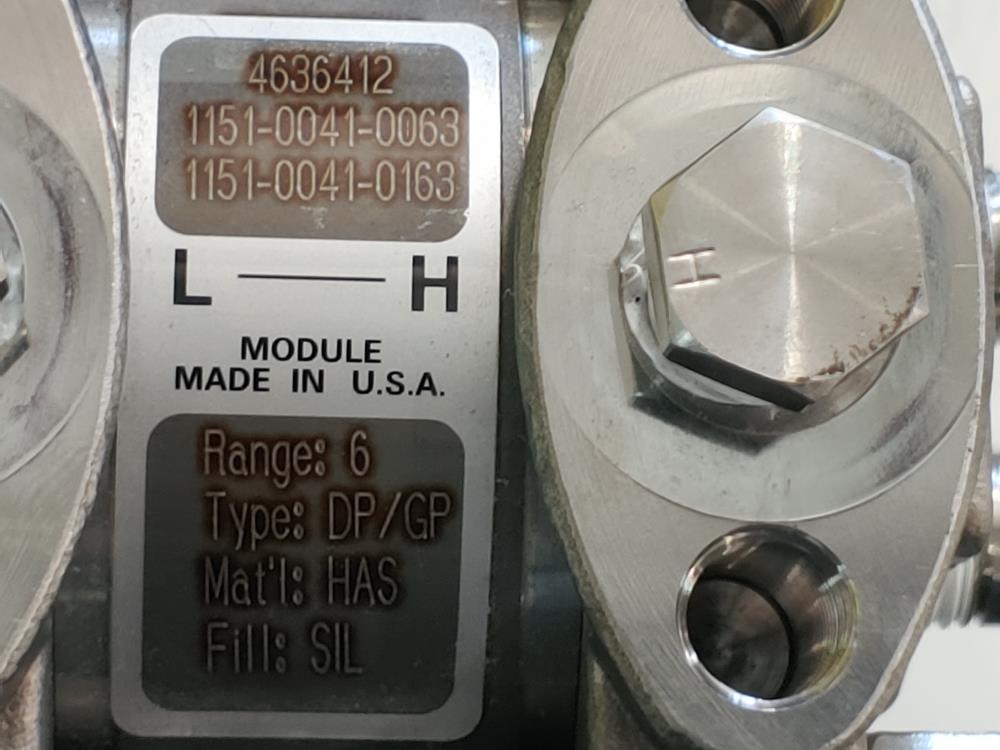 4636412
1151-0041-0063
1151-0041-0163
L — H
MODULE
MADE IN U.S.A.
Range: 6
Type: DP/GP
Mat'l: HAS
Fill: SIL
H